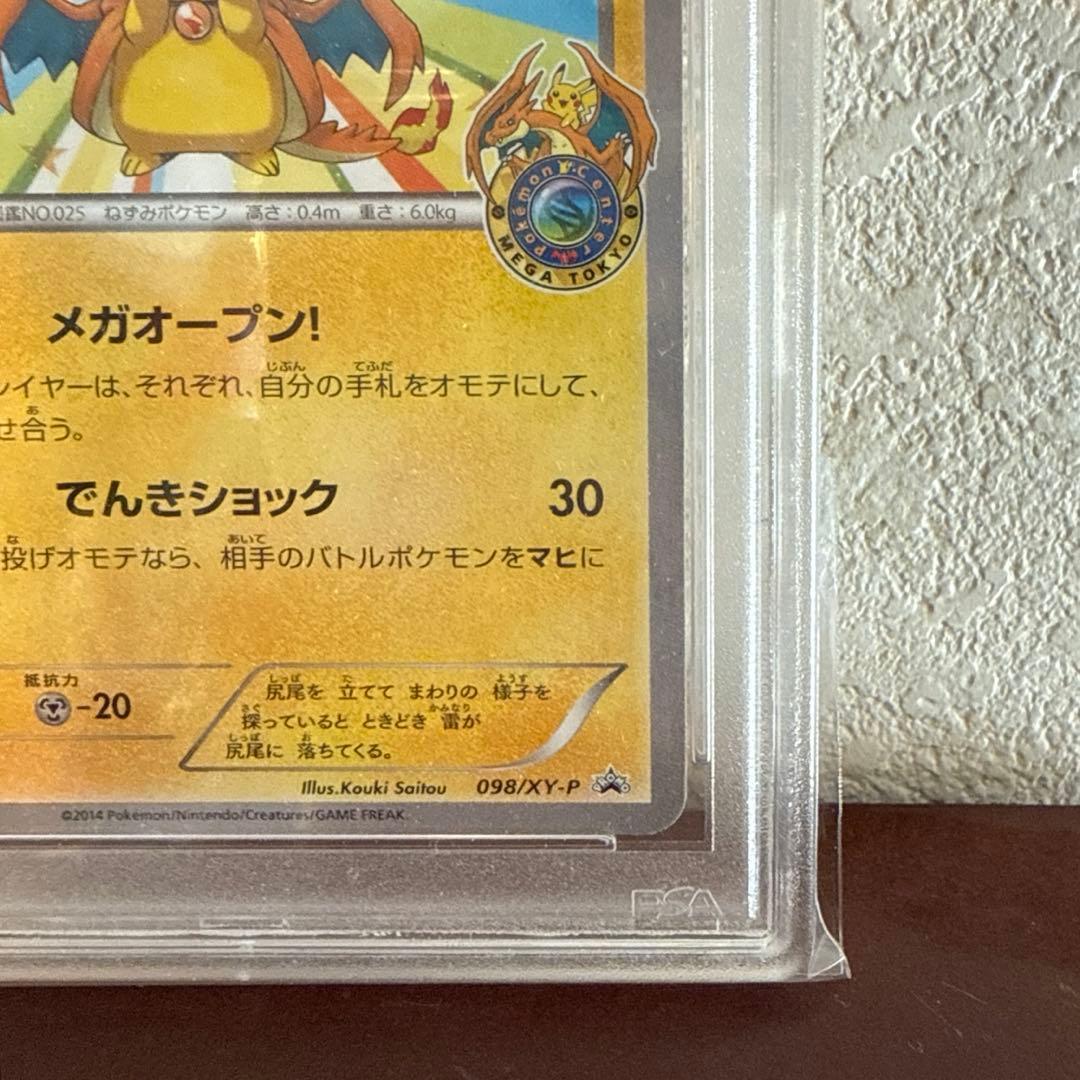 図鑑NO.025 ねずみポケモン 高さ:0.4m 重さ:6.0kg
Pokémon Center
MEGA TOKYO
メガオープン!
レイヤーは、それぞれ、自分の手札をオモテにして、
せ合う。
でんきショック 30
投げオモテなら、相手のバトルポケモンをマヒに
抵抗力
-20
尻尾を 立てて まわりの 様子を
探っていると ときどき 雷が
尻尾に 落ちてくる。
Illus.Kouki Saitou 098/XY-P PROMO
©2014 Pokémon/Nintendo/Creatures/GAME FREAK.
PSA